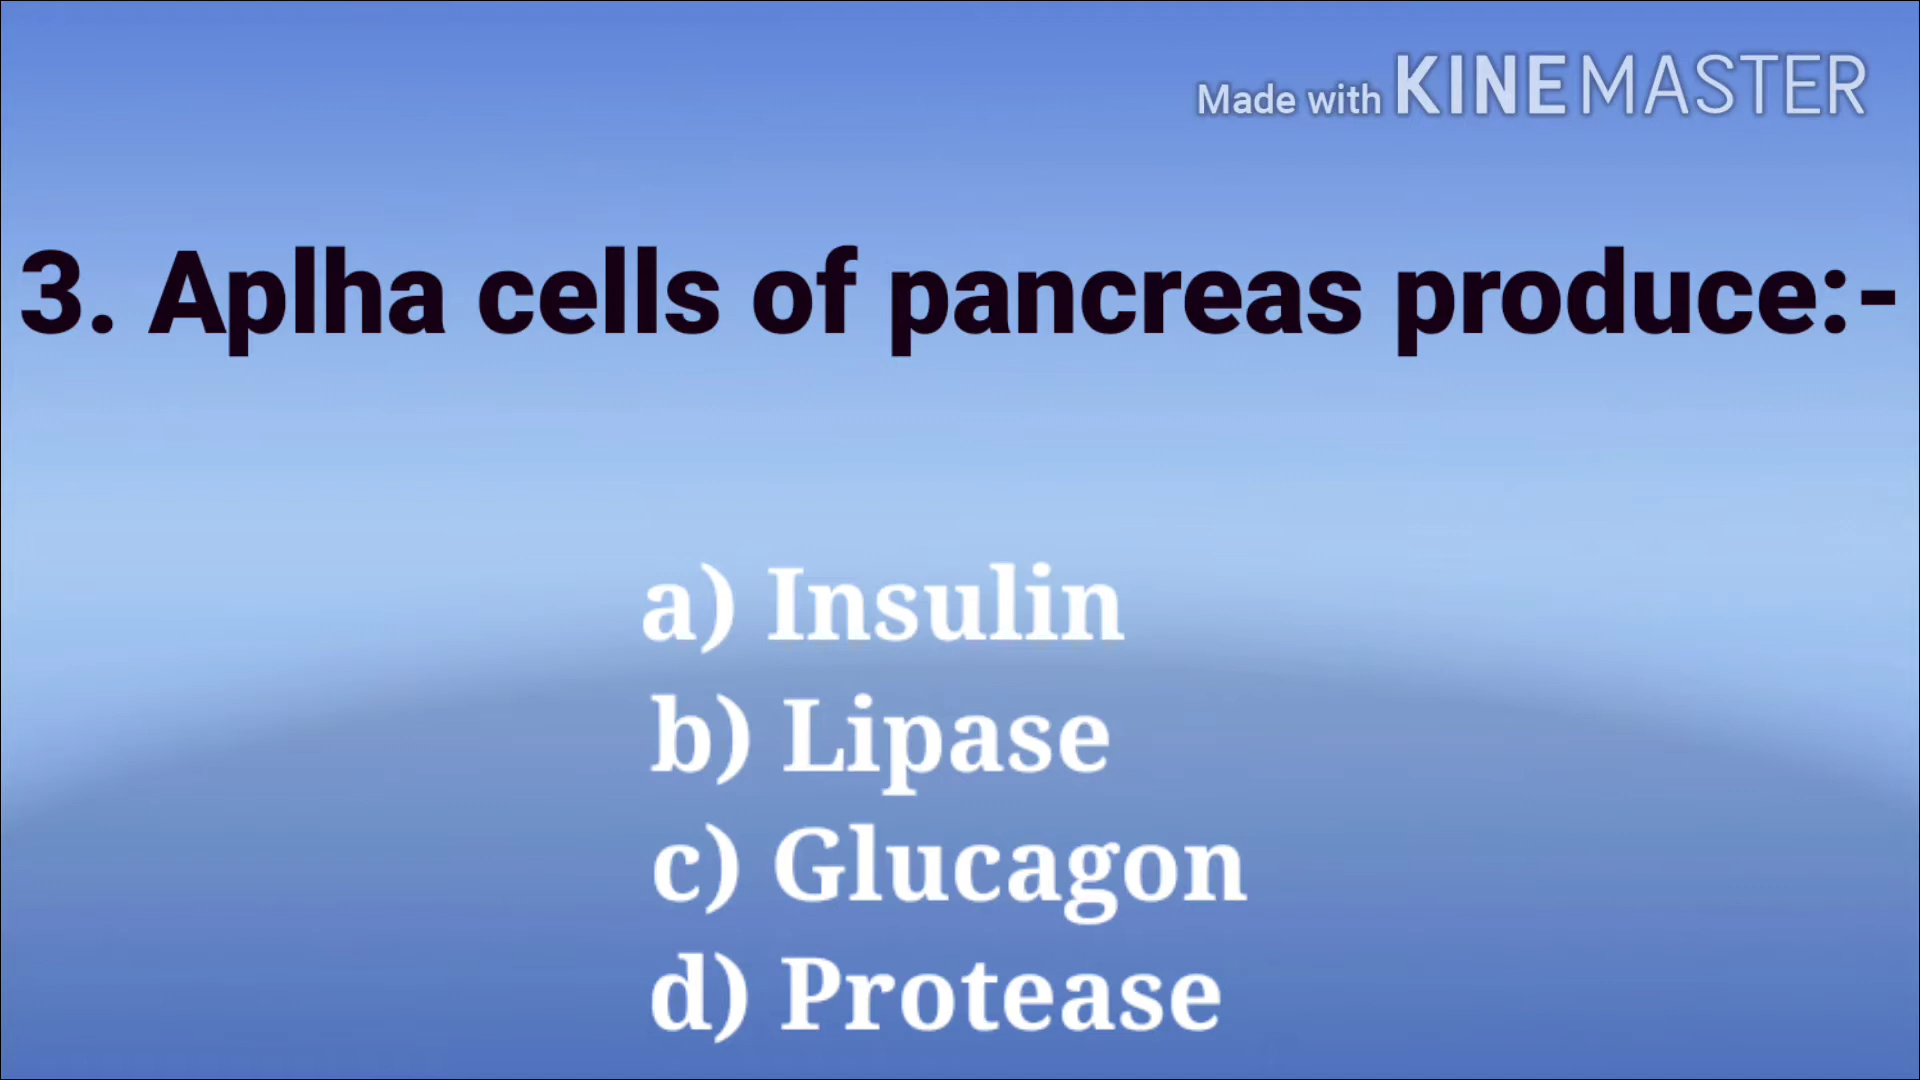 Made with KINEMASTER
3. Aplha cells of pancreas produce:-
a) Insulin
b) Lipase
c) Glucagon
d) Protease